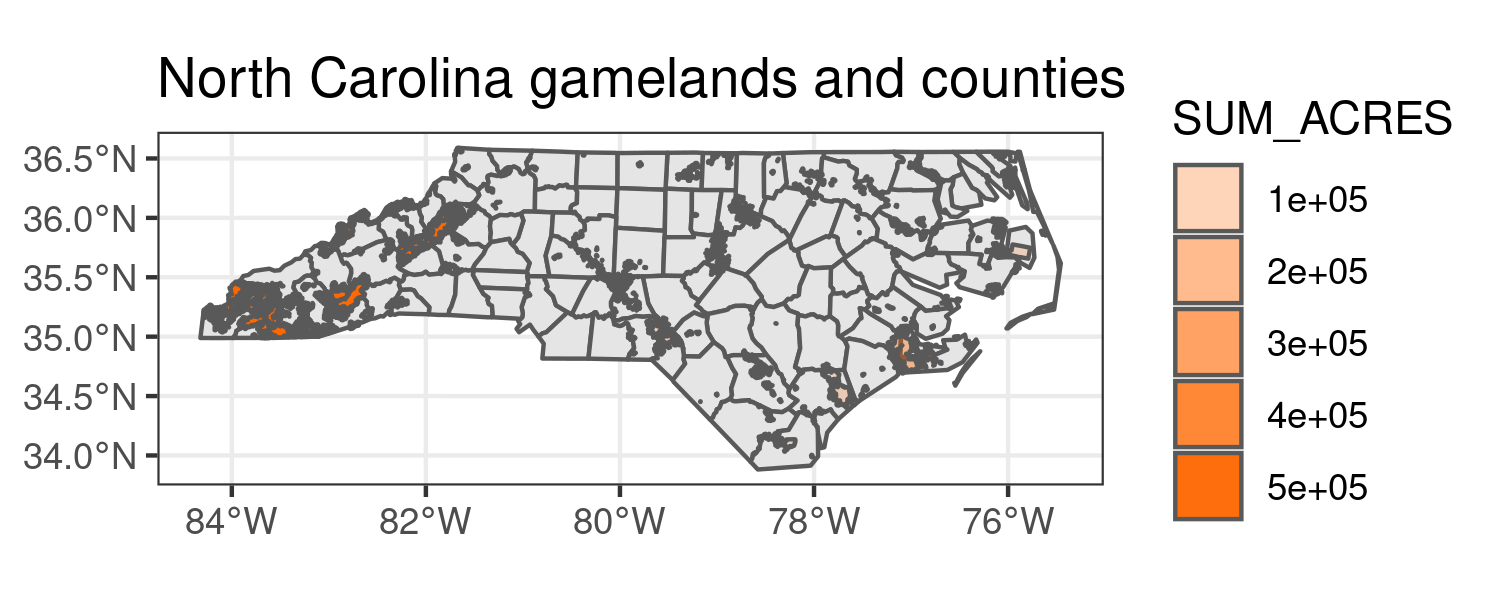 North Carolina gamelands and counties
36.5°N
36.0°N
35.5°N
35.0°N
34.5°N
34.0°N
84°W 82°W 80°W 78°W 76°W
SUM_ACRES
1e+05
2e+05
3e+05
4e+05
5e+05